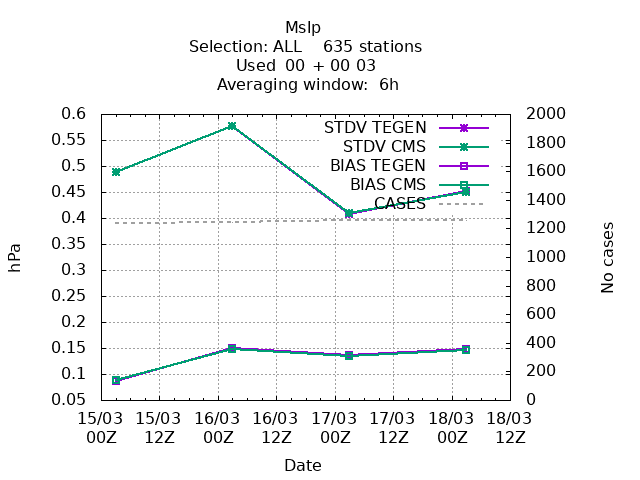 Mslp
Selection: ALL    635 stations
Used  00 + 00 03
Averaging window:  6h
STDV TEGEN
STDV CMS
BIAS TEGEN
BIAS CMS
CASES
0.6
0.55
0.5
0.45
0.4
0.35
0.3
0.25
0.2
0.15
0.1
0.05
hPa
2000
1800
1600
1400
1200
1000
800
600
400
200
0
No cases
15/03 15/03 16/03 16/03 17/03 17/03 18/03 18/03
00Z 12Z 00Z 12Z 00Z 12Z 00Z 12Z
Date